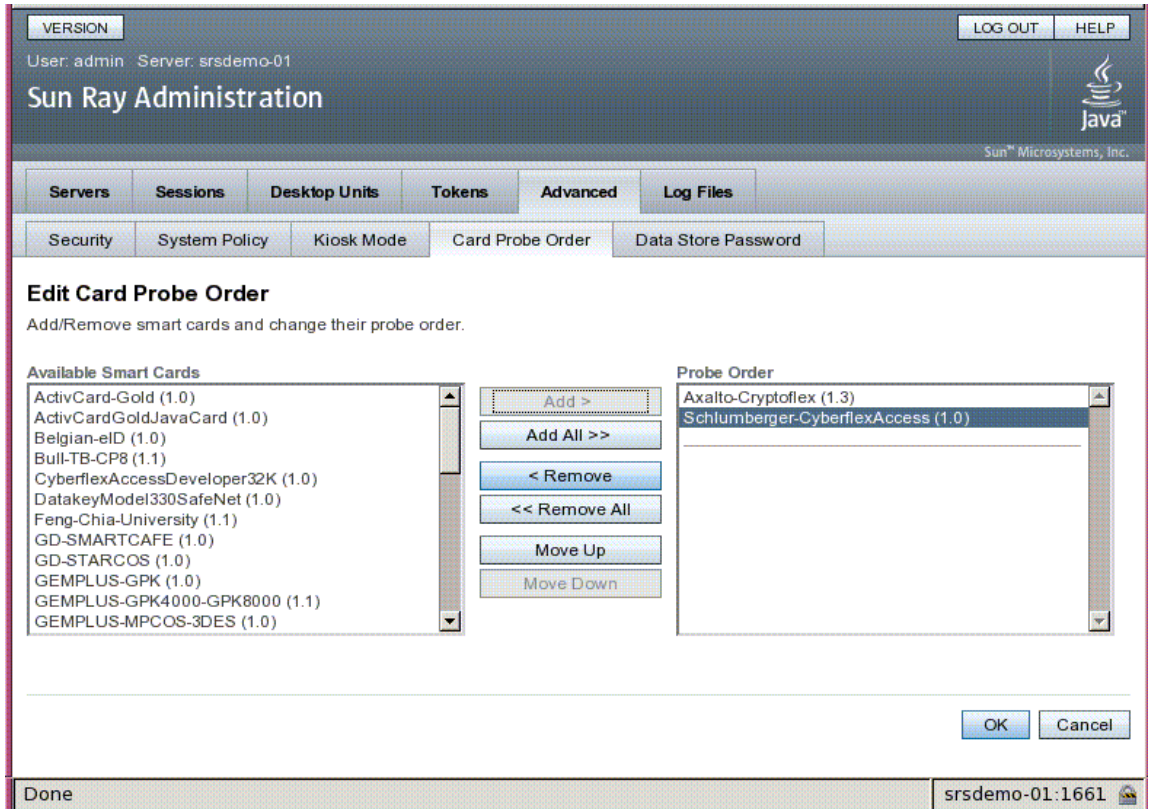 VERSION
LOG OUT HELP
User: admin Server: srsdemo-01
Sun Ray Administration
Java™
Sun™ Microsystems, Inc.
Servers Sessions Desktop Units Tokens Advanced Log Files
Security System Policy Kiosk Mode Card Probe Order Data Store Password
Edit Card Probe Order
Add/Remove smart cards and change their probe order.
Available Smart Cards
ActivCard-Gold (1.0)
ActivCardGoldJavaCard (1.0)
Belgian-eID (1.0)
Bull-TB-CP8 (1.1)
CyberflexAccessDeveloper32K (1.0)
DatakeyModel330SafeNet (1.0)
Feng-Chia-University (1.1)
GD-SMARTCAFE (1.0)
GD-STARCOS (1.0)
GEMPLUS-GPK (1.0)
GEMPLUS-GPK4000-GPK8000 (1.1)
GEMPLUS-MPCOS-3DES (1.0)
Add >
Add All >>
< Remove
<< Remove All
Move Up
Move Down
Probe Order
Axalto-Cryptoflex (1.3)
Schlumberger-CyberflexAccess (1.0)
OK Cancel
Done
srsdemo-01:1661